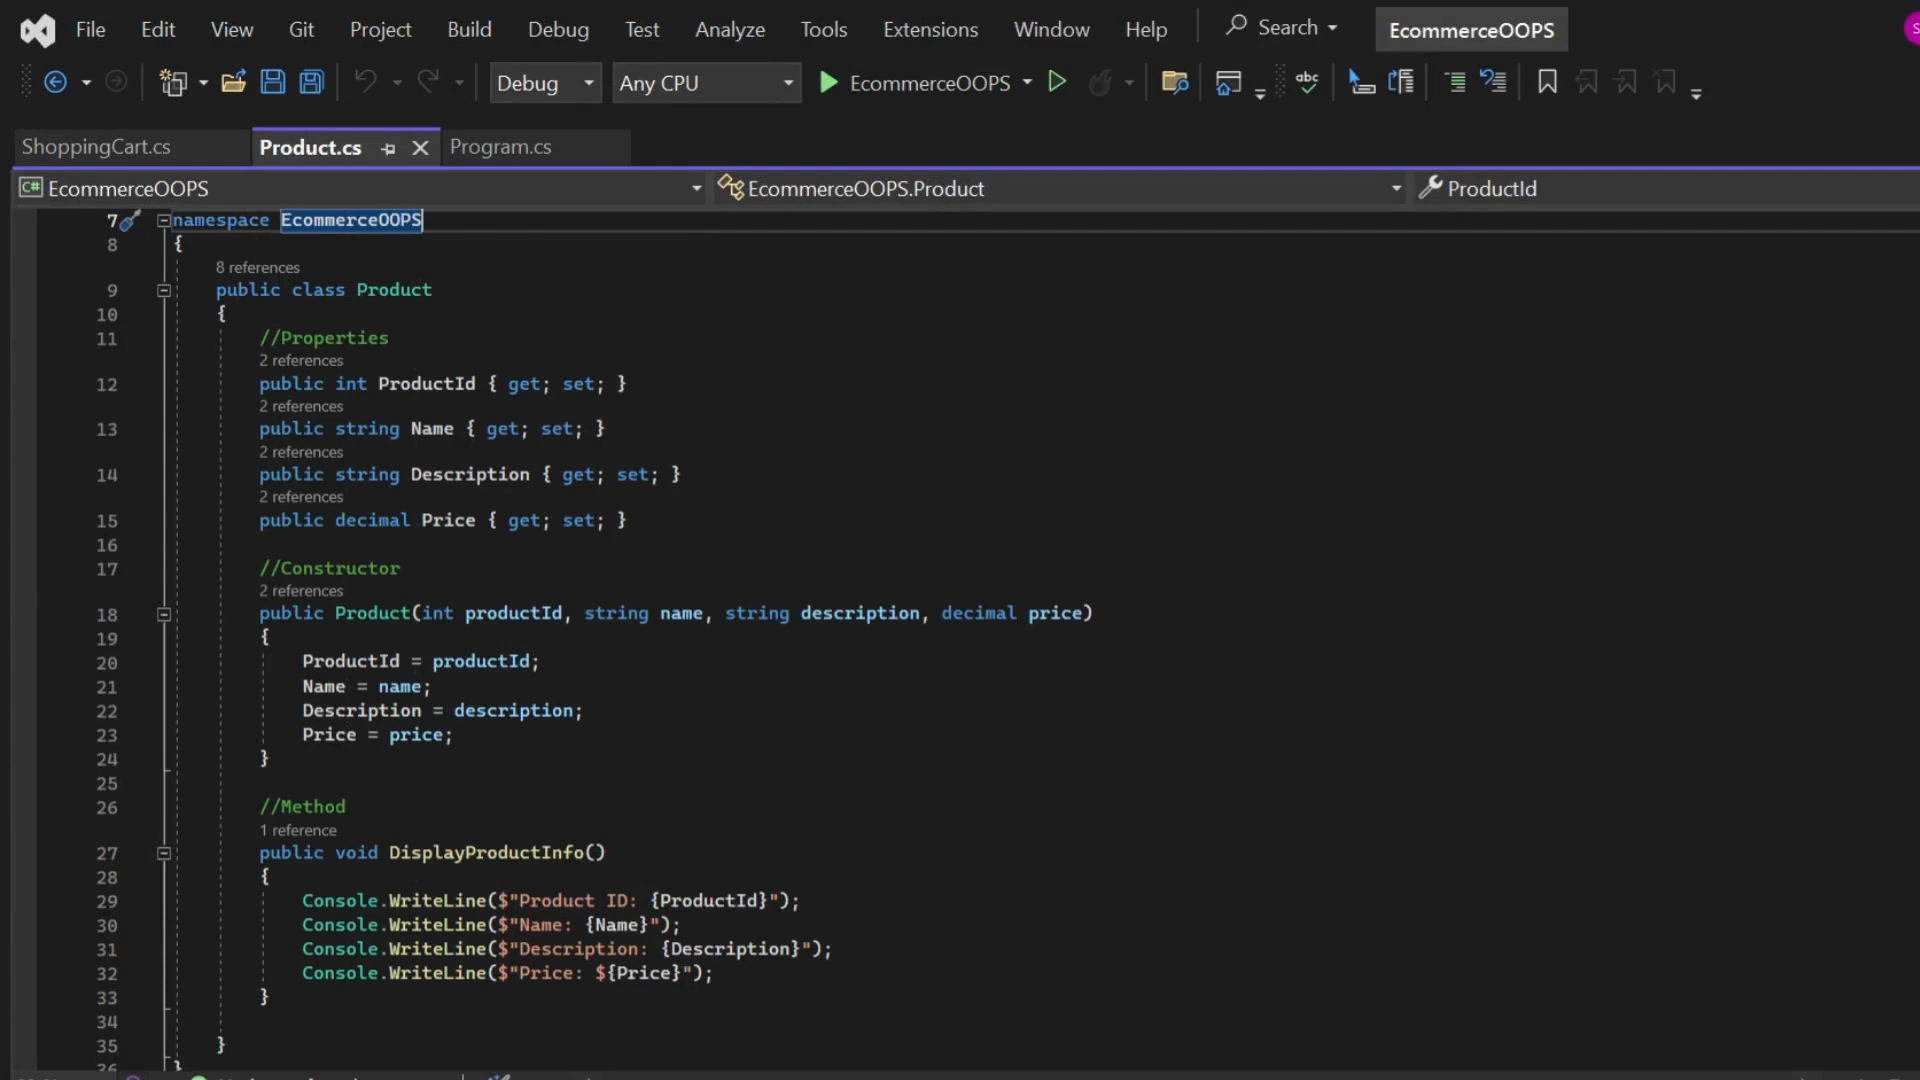 File Edit View Git Project Build Debug Test Analyze Tools Extensions Window Help Search EcommerceOOPS
Debug Any CPU EcommerceOOPS
ShoppingCart.cs Product.cs Program.cs
C# EcommerceOOPS EcommerceOOPS.Product ProductId
7 namespace EcommerceOOPS
8 {
8 references
9 public class Product
10 {
11 //Properties
2 references
12 public int ProductId { get; set; }
2 references
13 public string Name { get; set; }
2 references
14 public string Description { get; set; }
2 references
15 public decimal Price { get; set; }
16
17 //Constructor
2 references
18 public Product(int productId, string name, string description, decimal price)
19 {
20 ProductId = productId;
21 Name = name;
22 Description = description;
23 Price = price;
24 }
25
26 //Method
1 reference
27 public void DisplayProductInfo()
28 {
29 Console.WriteLine($"Product ID: {ProductId}");
30 Console.WriteLine($"Name: {Name}");
31 Console.WriteLine($"Description: {Description}");
32 Console.WriteLine($"Price: ${Price}");
33 }
34
35 }
36 }